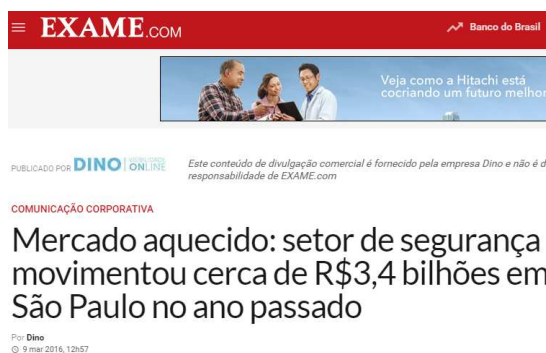 EXAME.COM
Banco do Brasil
Veja como a Hitachi está
cocriando um futuro melhor
PUBLICADO POR DINO ONLINE
Este conteúdo de divulgação comercial é fornecido pela empresa Dino e não é d
responsabilidade de EXAME.com
COMUNICAÇÃO CORPORATIVA
Mercado aquecido: setor de segurança
movimentou cerca de R$3,4 bilhões em
São Paulo no ano passado
Por Dino
9 mar 2016, 12h57